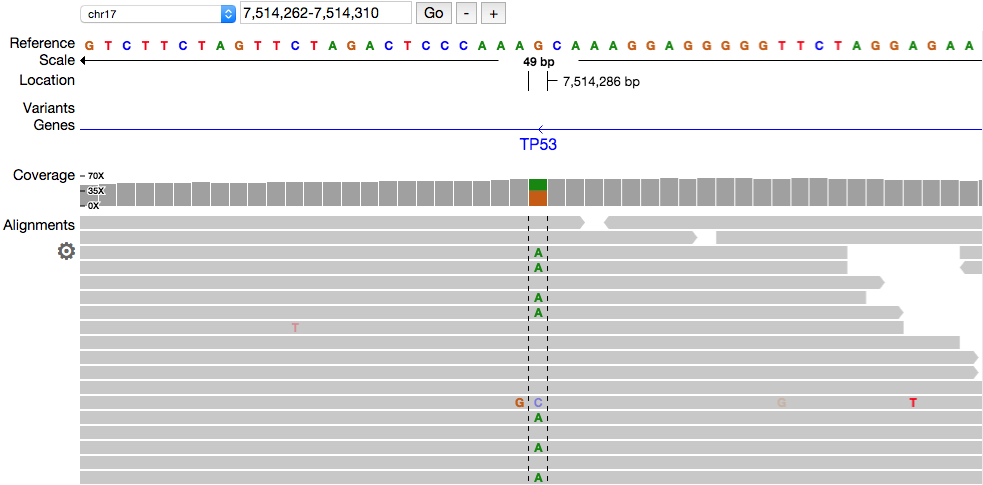 chr17 7,514,262-7,514,310 Go - +
Reference G T C T T C T A G T T C T A G A C T C C C A A A G C A A A G G A G G G G G T T C T A G G A G A A
Scale 49 bp
Location 7,514,286 bp
Variants
Genes
TP53
Coverage 70X
35X
0X
Alignments
A
A
A
A
T
G C G T
A
A
A